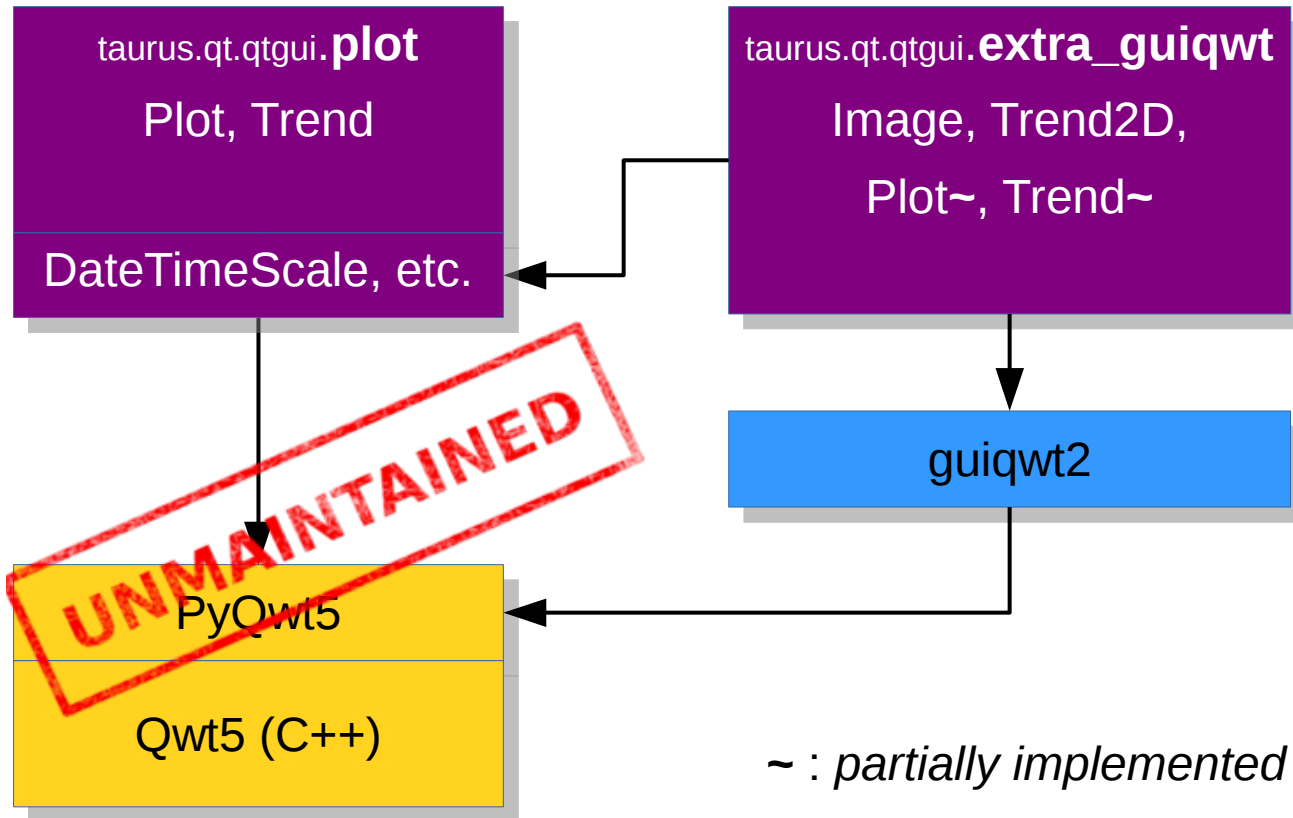 taurus.qt.qtgui.plot
Plot, Trend
DateTimeScale, etc.
taurus.qt.qtgui.extra_guiqwt
Image, Trend2D,
Plot~, Trend~
guiqwt2
UNMAINTAINED
PyQwt5
Qwt5 (C++)
~ : partially implemented